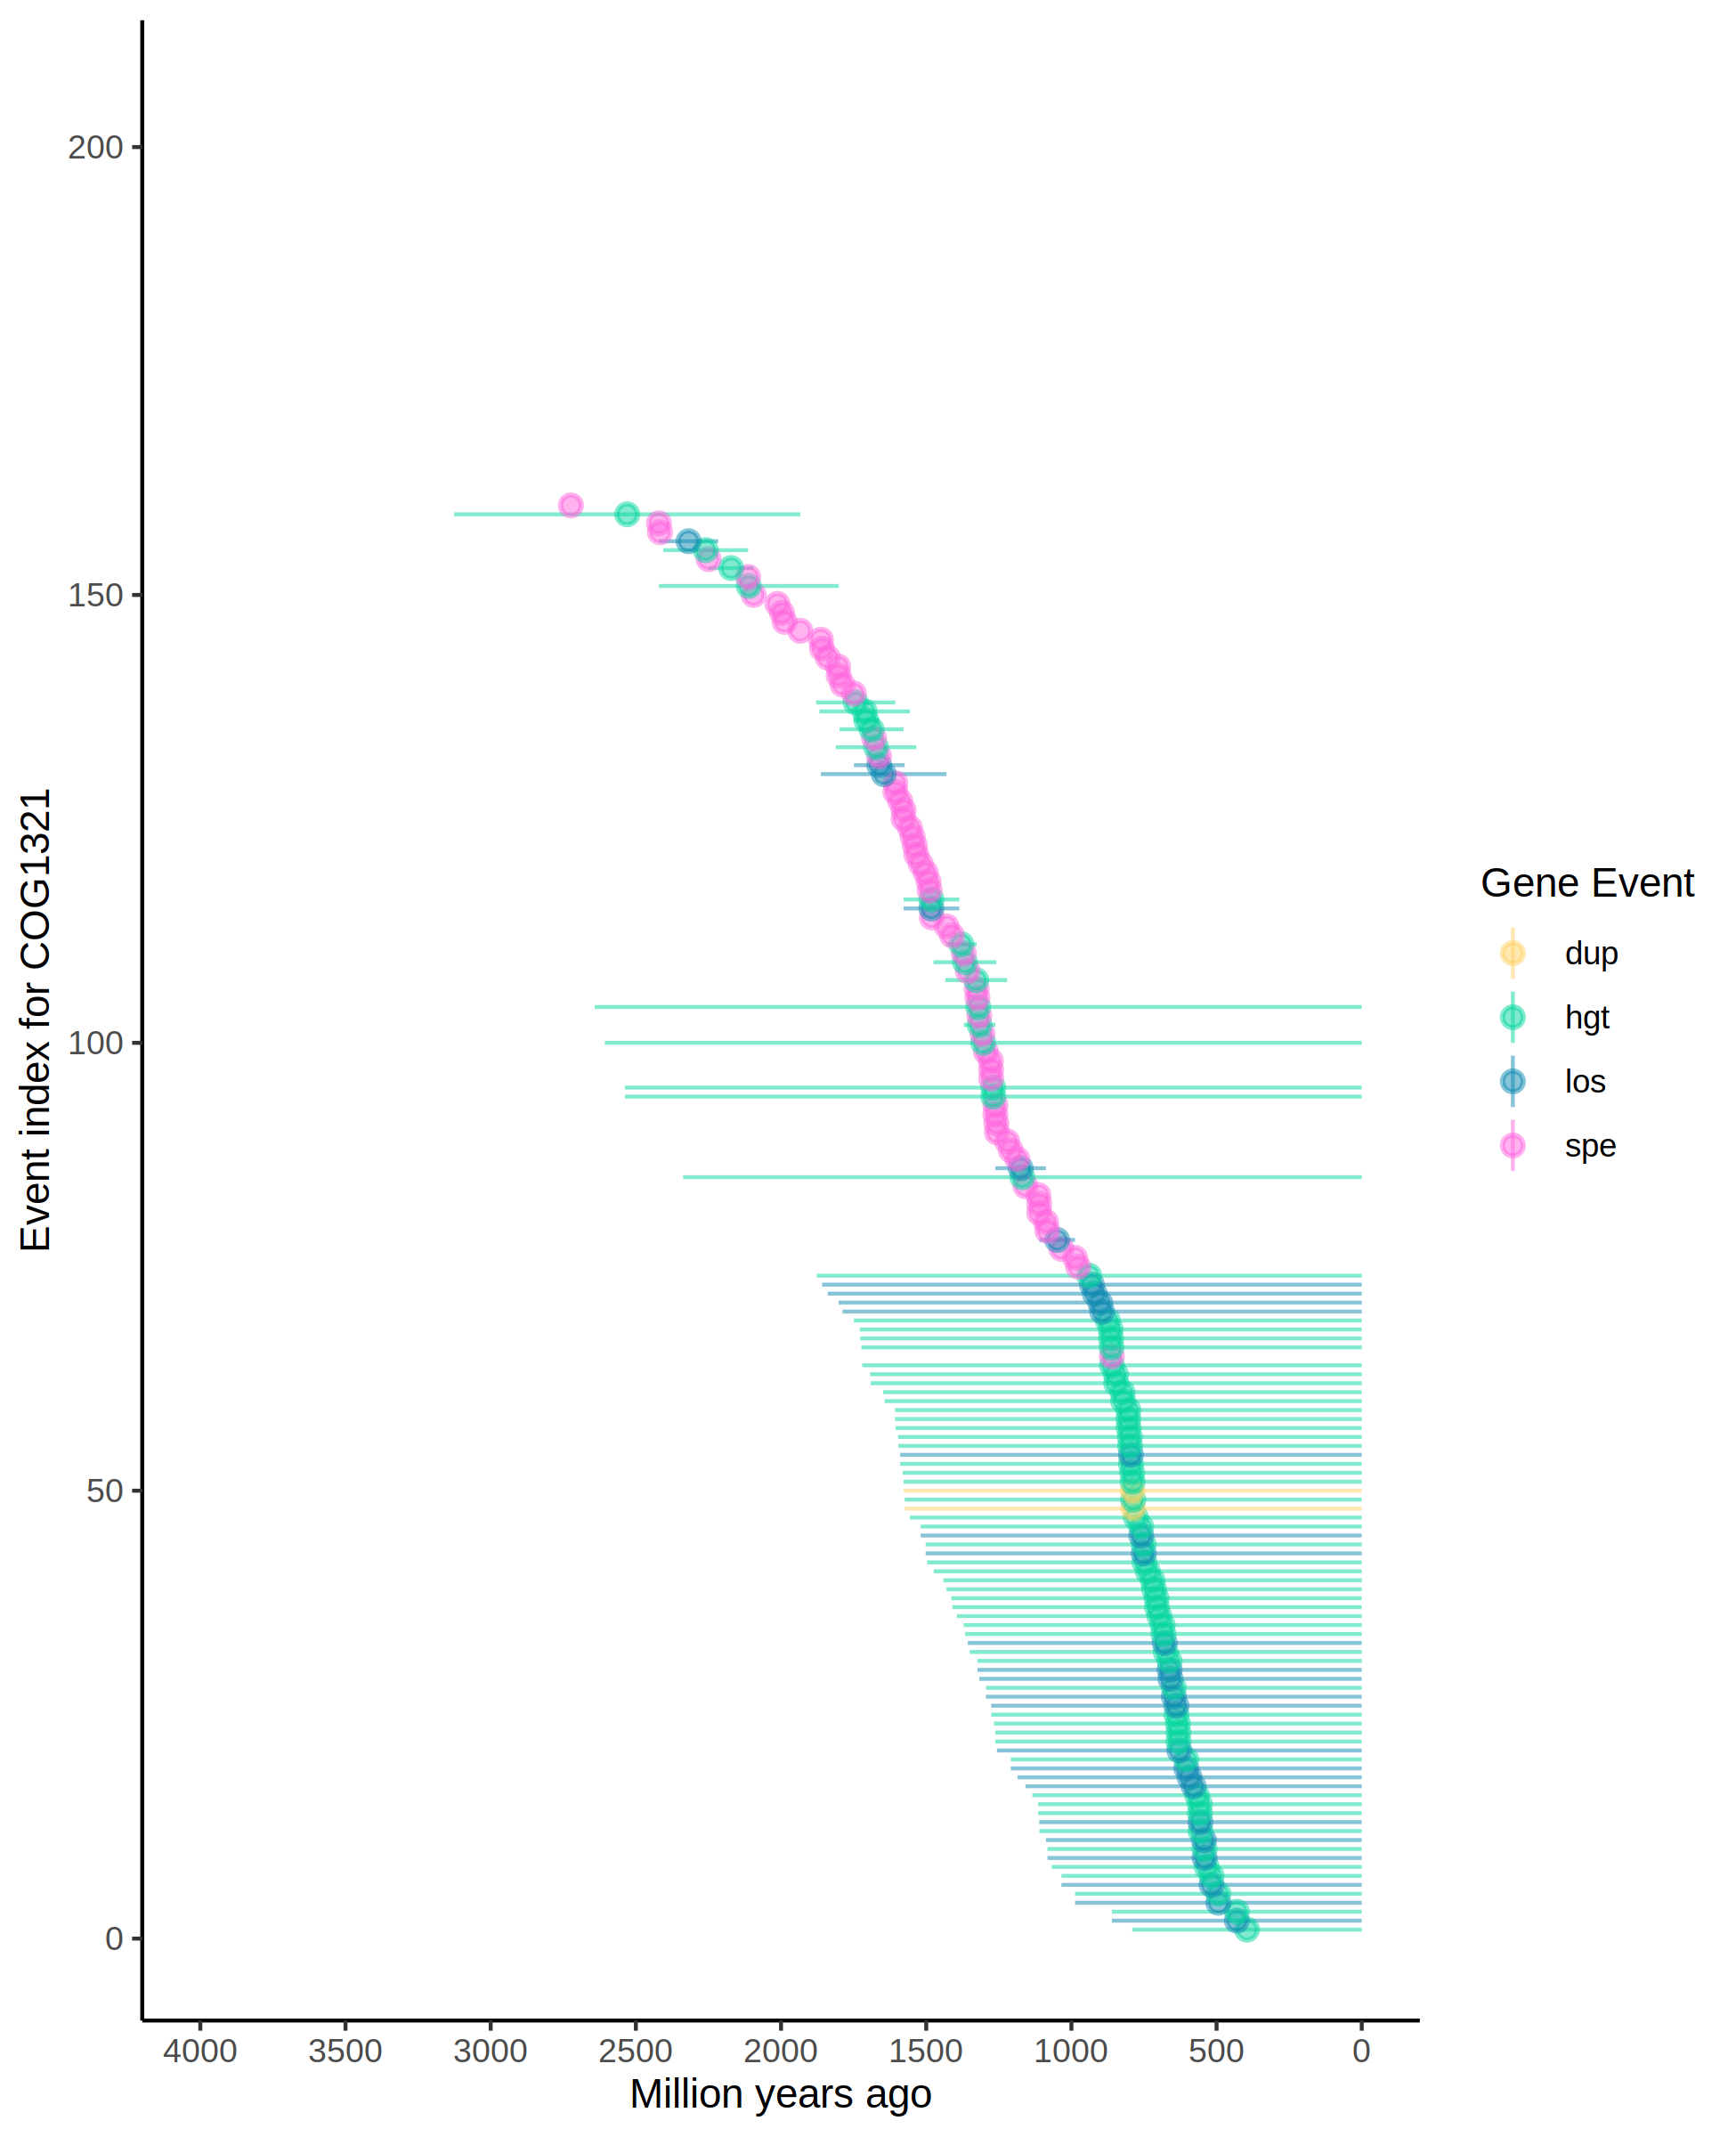 Event index for COG1321
200
150
100
50
0
4000 3500 3000 2500 2000 1500 1000 500 0
Million years ago
Gene Event
dup
hgt
los
spe